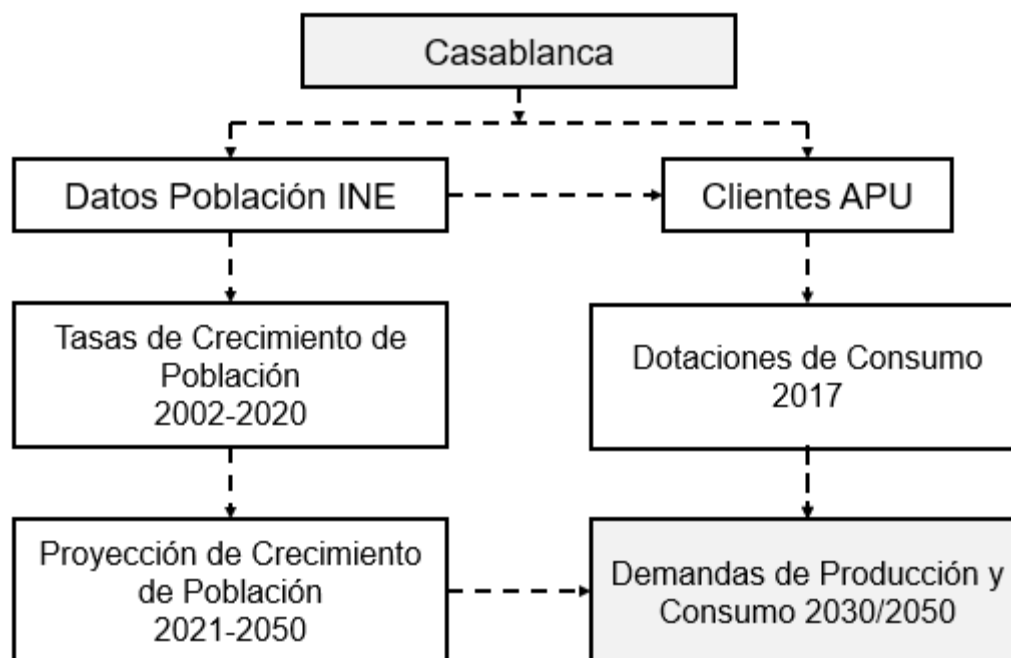 Casablanca
Datos Población INE
Clientes APU
Tasas de Crecimiento de
Población
2002-2020
Dotaciones de Consumo
2017
Proyección de Crecimiento
de Población
2021-2050
Demandas de Producción y
Consumo 2030/2050